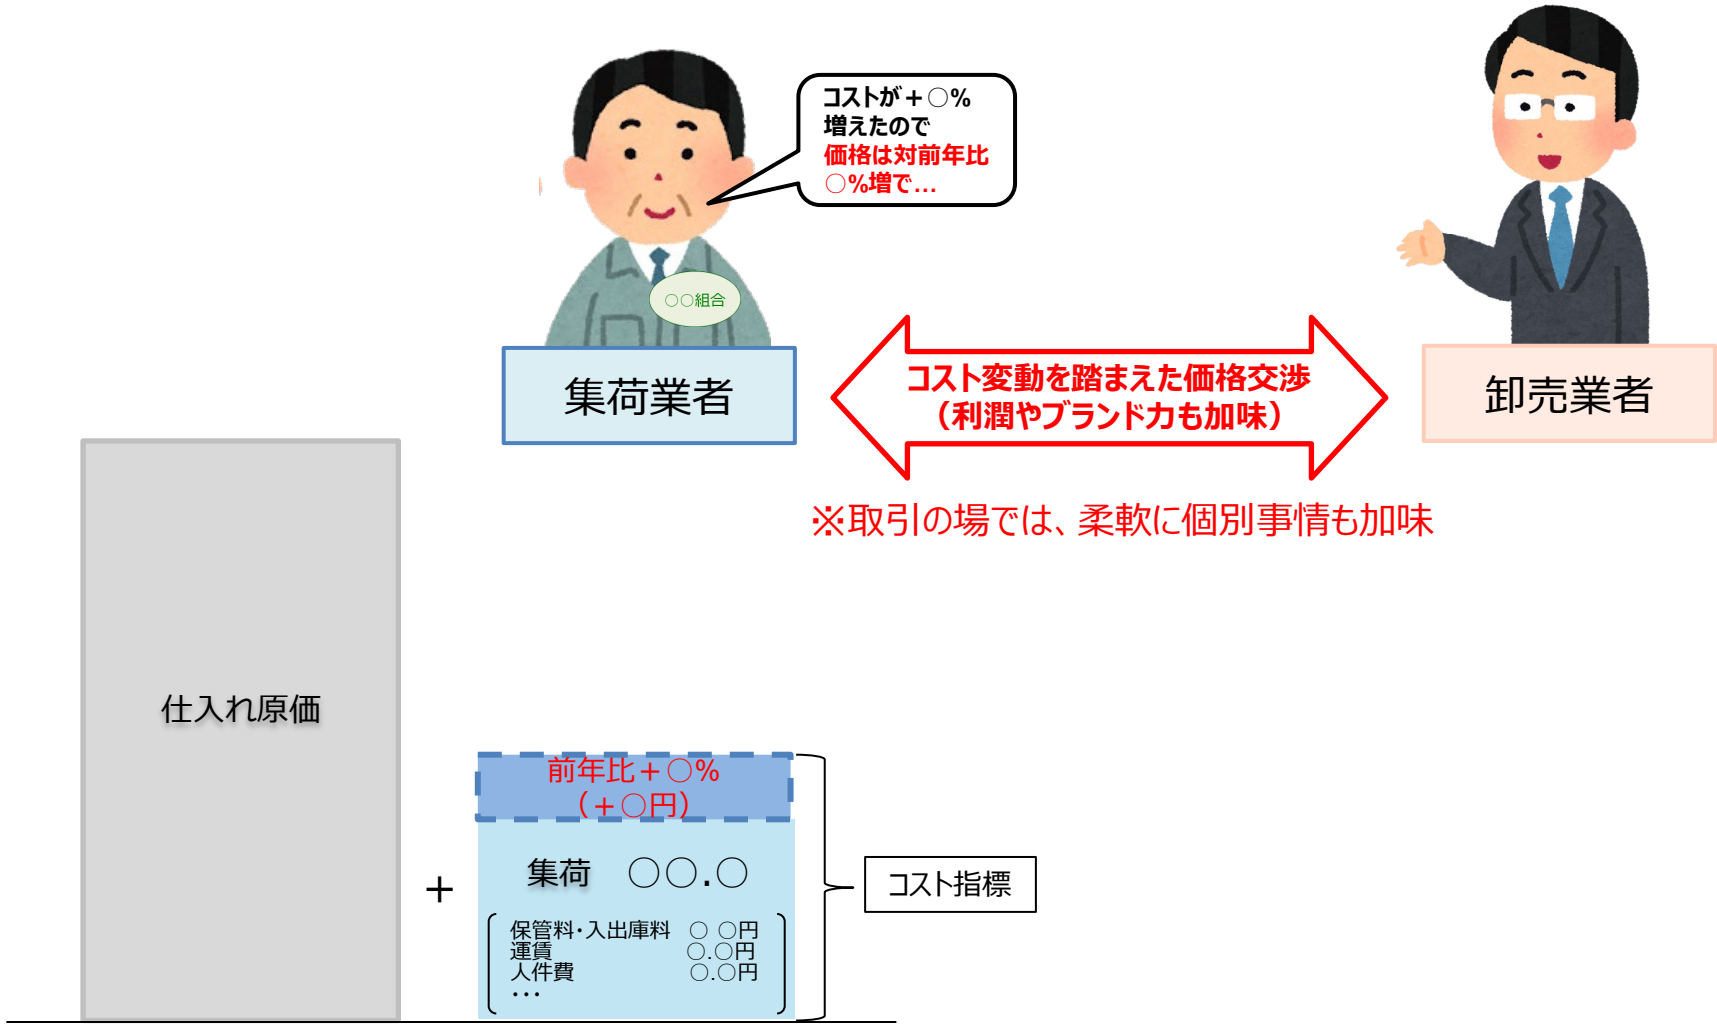 コストが＋○%
増えたので
価格は対前年比
○%増で…
○○組合
集荷業者
コスト変動を踏まえた価格交渉
（利潤やブランド力も加味）
卸売業者
※取引の場では、柔軟に個別事情も加味
仕入れ原価
+
前年比＋○%
（＋○円）
集荷　○○.○
保管料・入出庫料 ○ ○円
運賃 ○.○円
人件費 ○.○円
・・・
コスト指標